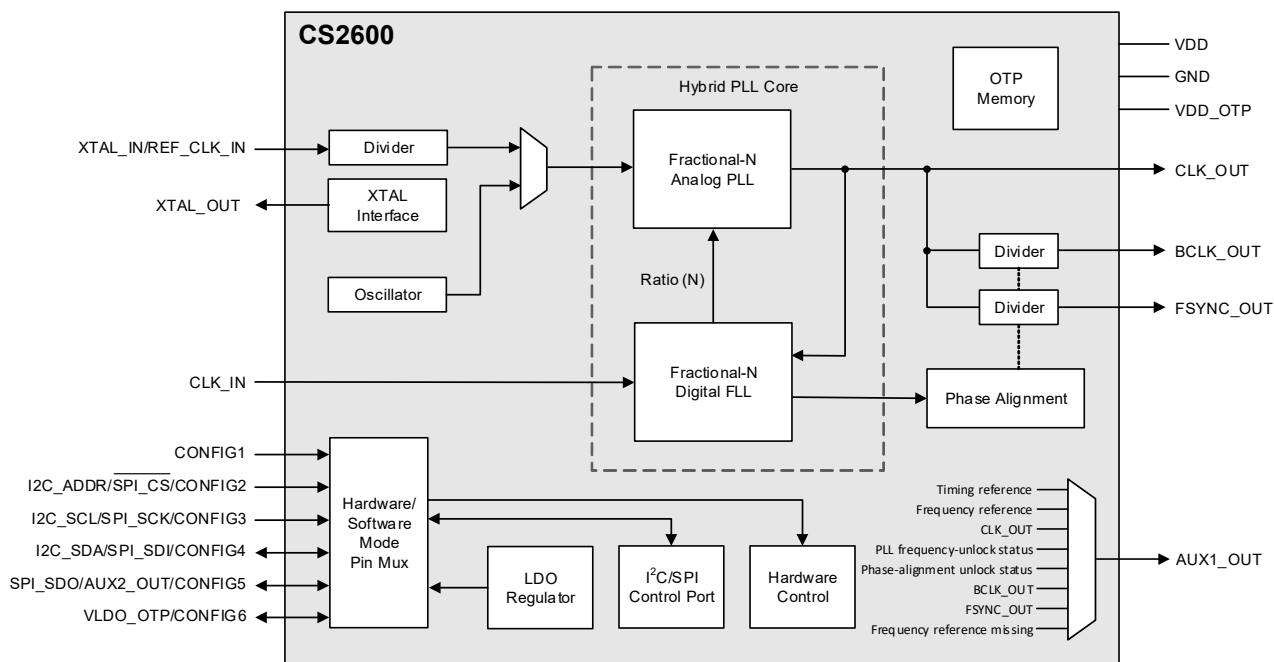 CS2600
Hybrid PLL Core
OTP
Memory
VDD
GND
VDD_OTP
XTAL_IN/REF_CLK_IN
Divider
Fractional-N
Analog PLL
CLK_OUT
XTAL_OUT
XTAL
Interface
Divider
BCLK_OUT
Oscillator
Ratio (N)
Divider
FSYNC_OUT
CLK_IN
Fractional-N
Digital FLL
Phase Alignment
CONFIG1
I2C_ADDR/SPI_CS/CONFIG2
I2C_SCL/SPI_SCK/CONFIG3
I2C_SDA/SPI_SDI/CONFIG4
SPI_SDO/AUX2_OUT/CONFIG5
VLDO_OTP/CONFIG6
Hardware/
Software
Mode
Pin Mux
LDO
Regulator
I²C/SPI
Control Port
Hardware
Control
Timing reference
Frequency reference
CLK_OUT
PLL frequency-unlock status
Phase-alignment unlock status
BCLK_OUT
FSYNC_OUT
Frequency reference missing
AUX1_OUT